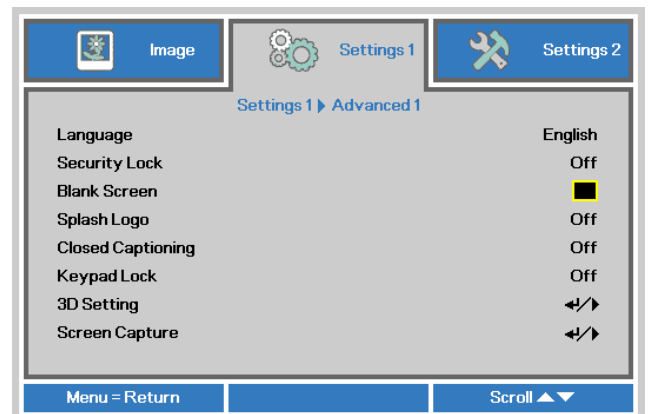 Image
Settings 1
Settings 2
Settings 1 ▶ Advanced 1
Language English
Security Lock Off
Blank Screen
Splash Logo Off
Closed Captioning Off
Keypad Lock Off
3D Setting ↵/▶
Screen Capture ↵/▶
Menu = Return Scroll ▲▼